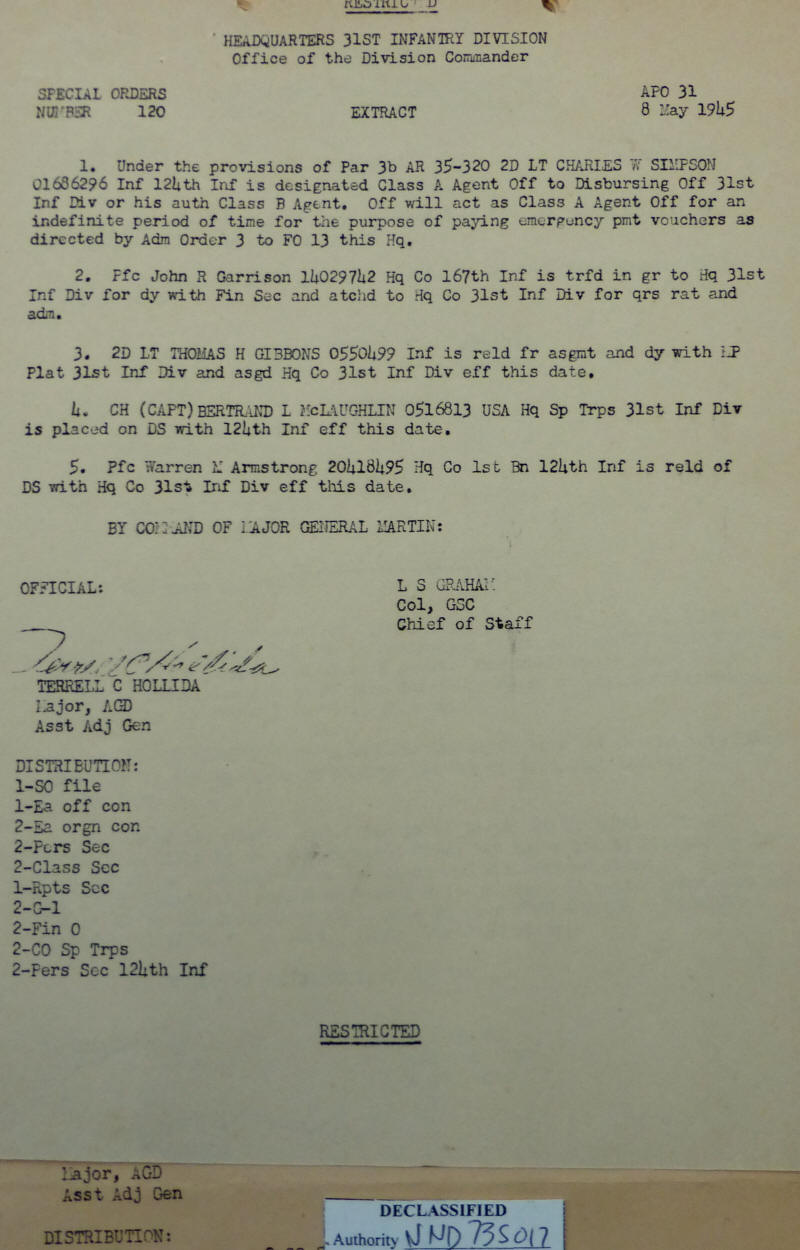 RESTRICTED
HEADQUARTERS 31ST INFANTRY DIVISION
Office of the Division Commander
SPECIAL ORDERS
NUMBER 120
EXTRACT
APO 31
8 May 1945
1. Under the provisions of Par 3b AR 35-320 2D LT CHARLES W SIMPSON
01686296 Inf 124th Inf is designated Class A Agent Off to Disbursing Off 31st
Inf Div or his auth Class B Agent. Off will act as Class A Agent Off for an
indefinite period of time for the purpose of paying emergency pmt vouchers as
directed by Adm Order 3 to FO 13 this Hq.
2. Pfc John R Garrison 14029742 Hq Co 167th Inf is trfd in gr to Hq 31st
Inf Div for dy with Fin Sec and atchd to Hq Co 31st Inf Div for qrs rat and
adm.
3. 2D LT THOMAS H GIBBONS 0550499 Inf is reld fr asgmt and dy with MP
Plat 31st Inf Div and asgd Hq Co 31st Inf Div eff this date.
4. CH (CAPT) BERTRAND L McLAUGHLIN 0516813 USA Hq Sp Trps 31st Inf Div
is placed on DS with 124th Inf eff this date.
5. Pfc Warren M Armstrong 20418495 Hq Co 1st Bn 124th Inf is reld of
DS with Hq Co 31st Inf Div eff this date.
BY COMMAND OF MAJOR GENERAL MARTIN:
OFFICIAL:
L S GRAHAM
Col, GSC
Chief of Staff
TERRELL C HOLLIDA
Major, AGD
Asst Adj Gen
DISTRIBUTION:
1-SO file
1-Ea off con
2-Ea orgn con
2-Pers Sec
2-Class Sec
1-Rpts Sec
2-G-1
2-Fin O
2-CO Sp Trps
2-Pers Sec 124th Inf
RESTRICTED
Major, AGD
Asst Adj Gen
DISTRIBUTION:
DECLASSIFIED
Authority NND 735017